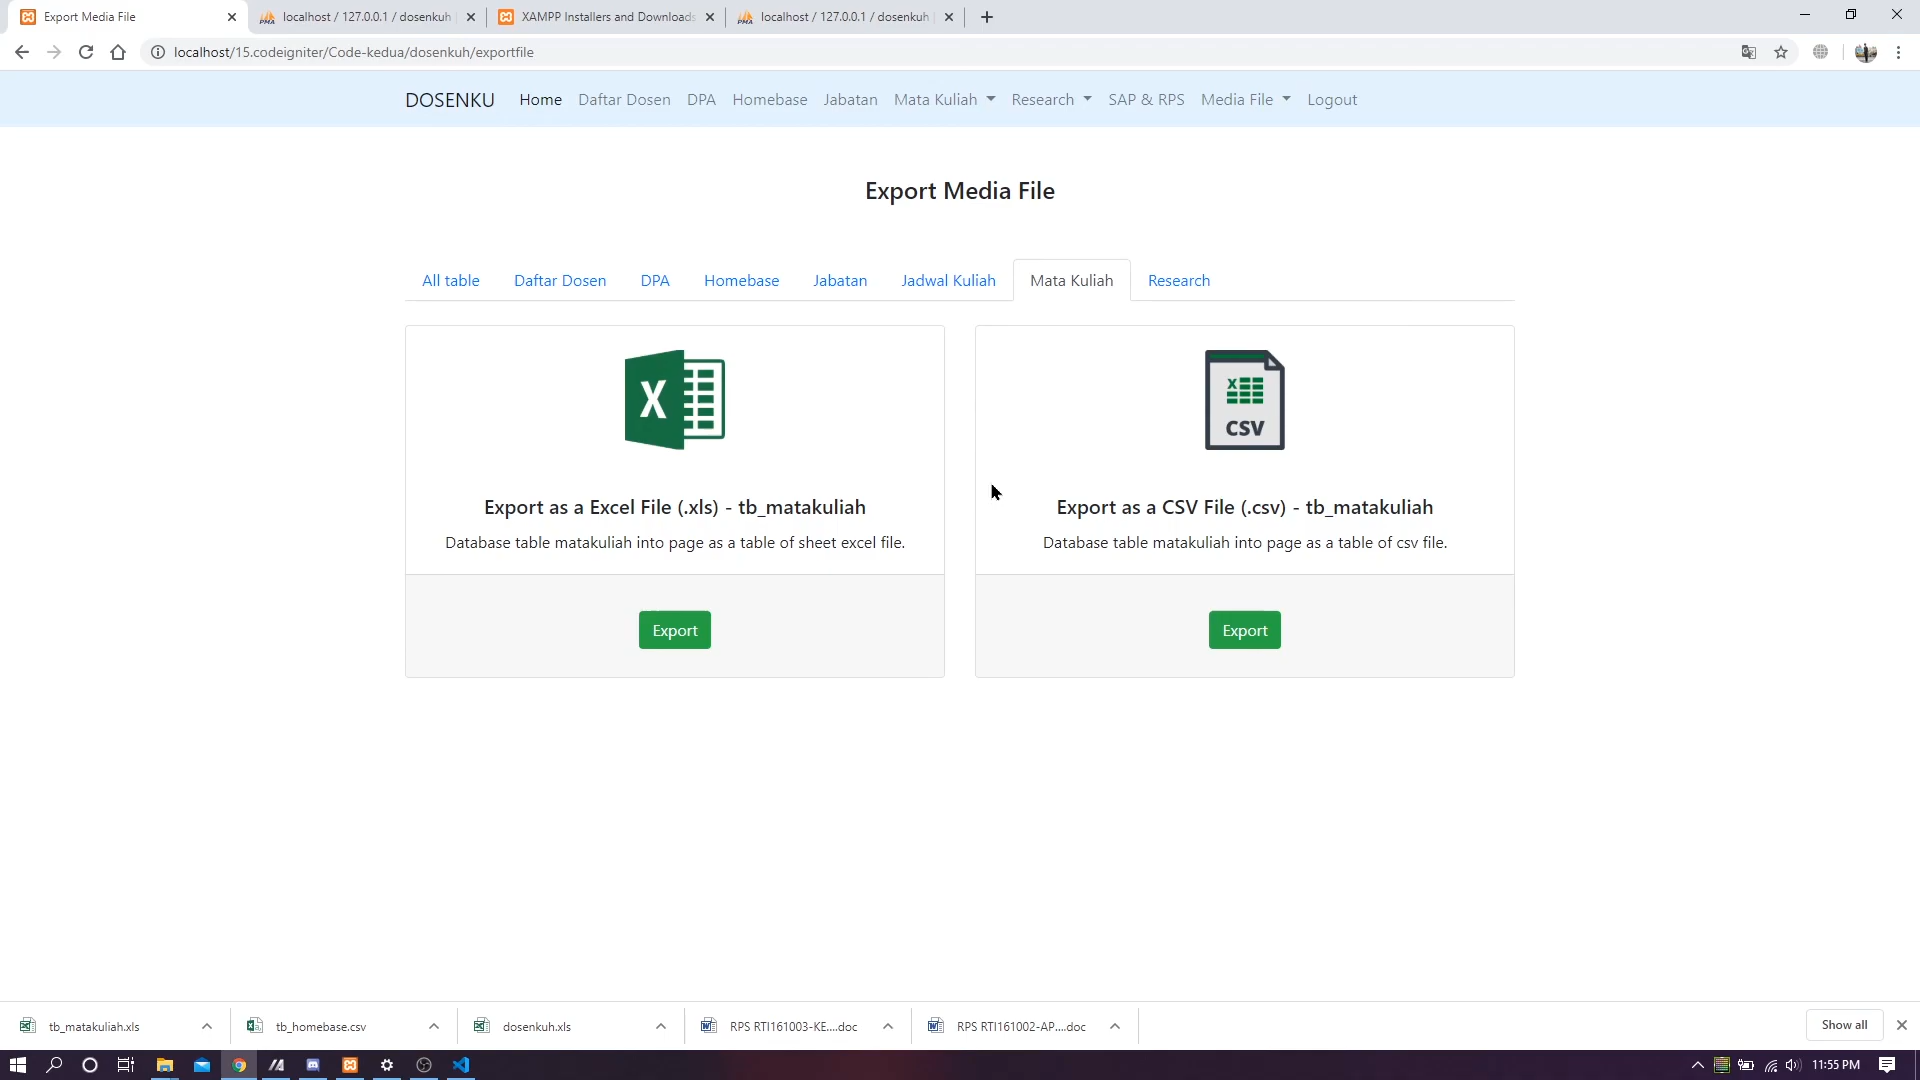 Export Media File
localhost / 127.0.0.1 / dosenkuh
XAMPP Installers and Downloads
localhost / 127.0.0.1 / dosenkuh
localhost/15.codeigniter/Code-kedua/dosenkuh/exportfile
DOSENKU Home Daftar Dosen DPA Homebase Jabatan Mata Kuliah Research SAP & RPS Media File Logout
Export Media File
All table Daftar Dosen DPA Homebase Jabatan Jadwal Kuliah Mata Kuliah Research
X
X
CSV
Export as a Excel File (.xls) - tb_matakuliah
Database table matakuliah into page as a table of sheet excel file.
Export
Export as a CSV File (.csv) - tb_matakuliah
Database table matakuliah into page as a table of csv file.
Export
tb_matakuliah.xls
tb_homebase.csv
dosenkuh.xls
RPS RTI161003-KE....doc
RPS RTI161002-AP....doc
Show all
11:55 PM